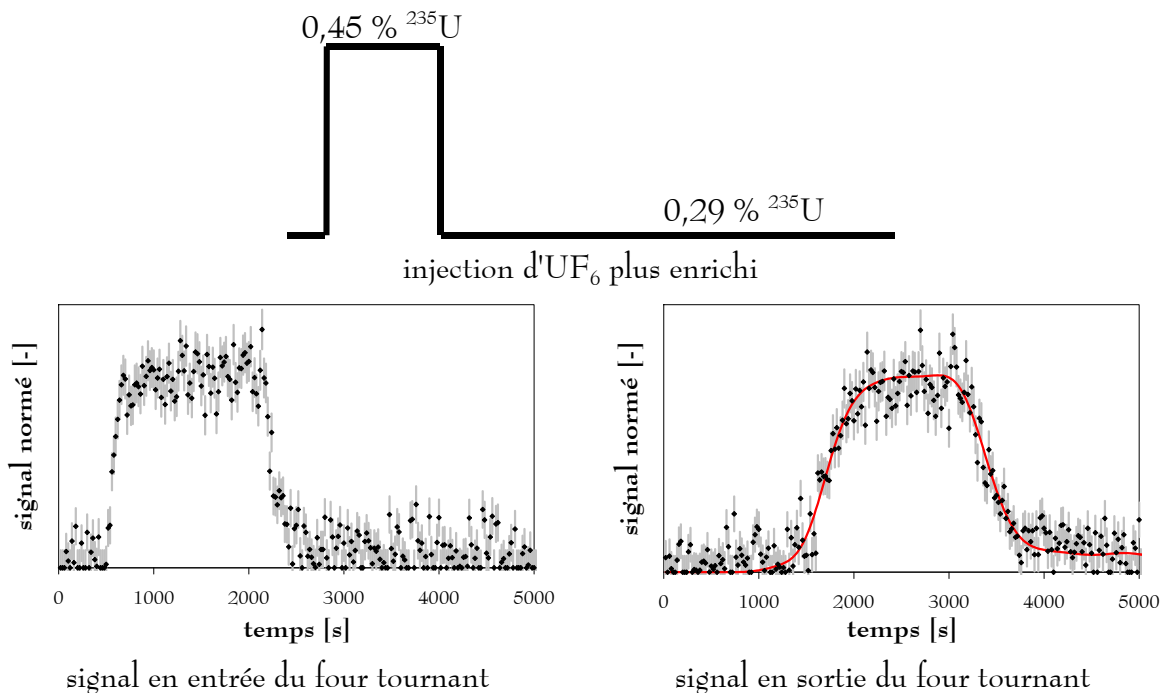 0,45 % ²³⁵U
0,29 % ²³⁵U
injection d'UF₆ plus enrichi
signal normé [-]
0 1000 2000 3000 4000 5000
temps [s]
signal en entrée du four tournant
signal normé [-]
0 1000 2000 3000 4000 5000
temps [s]
signal en sortie du four tournant